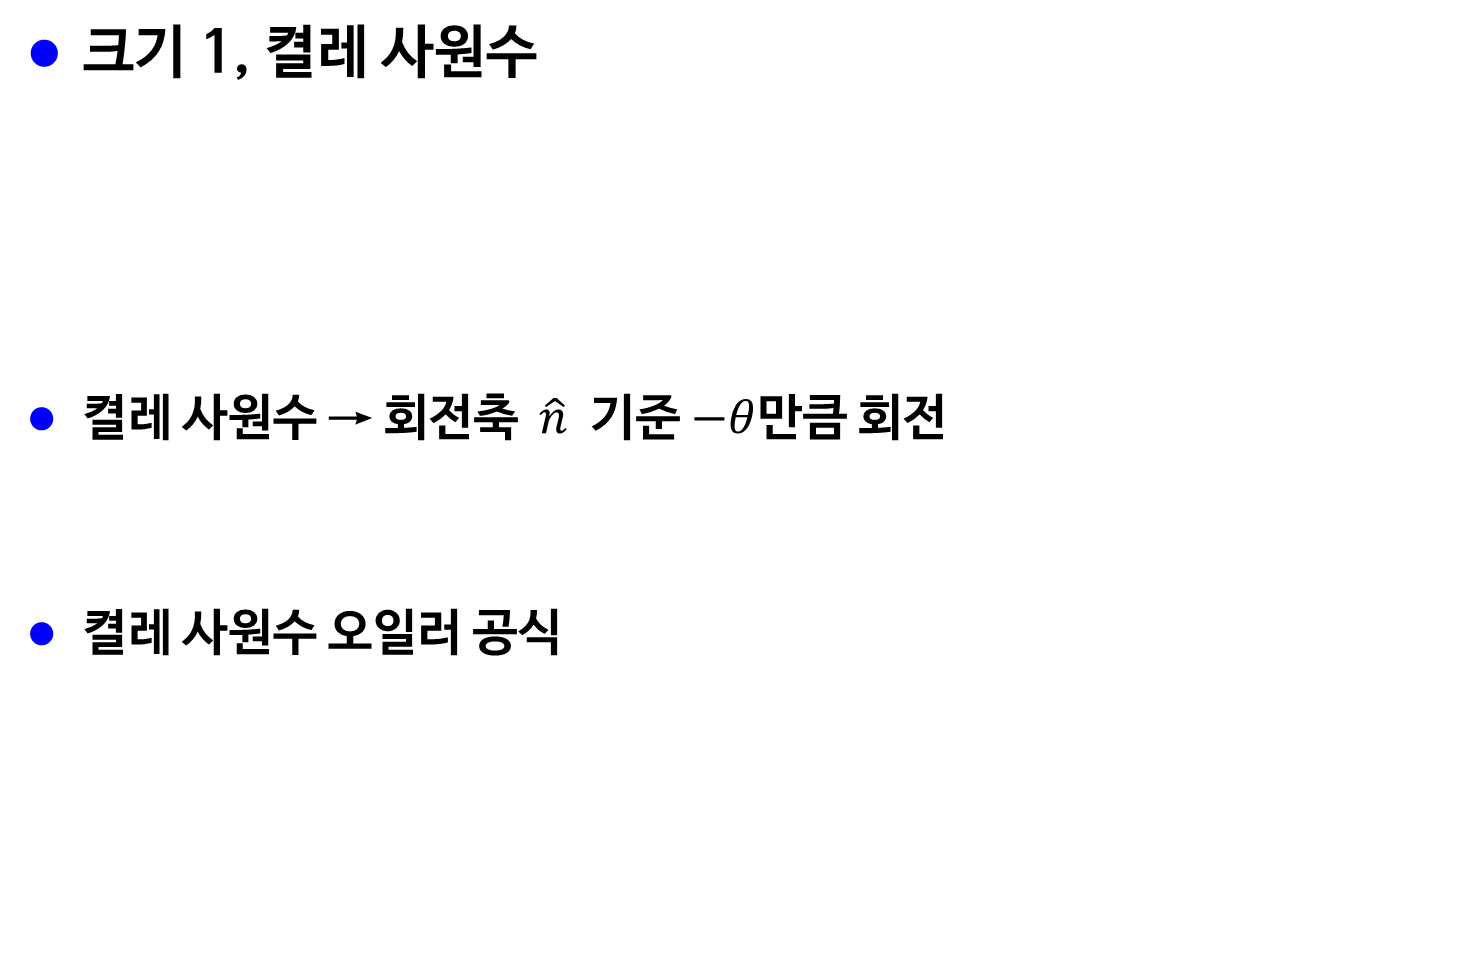 ● 크기 1, 켤레 사원수
● 켤레 사원수 → 회전축 n̂ 기준 −θ만큼 회전
● 켤레 사원수 오일러 공식